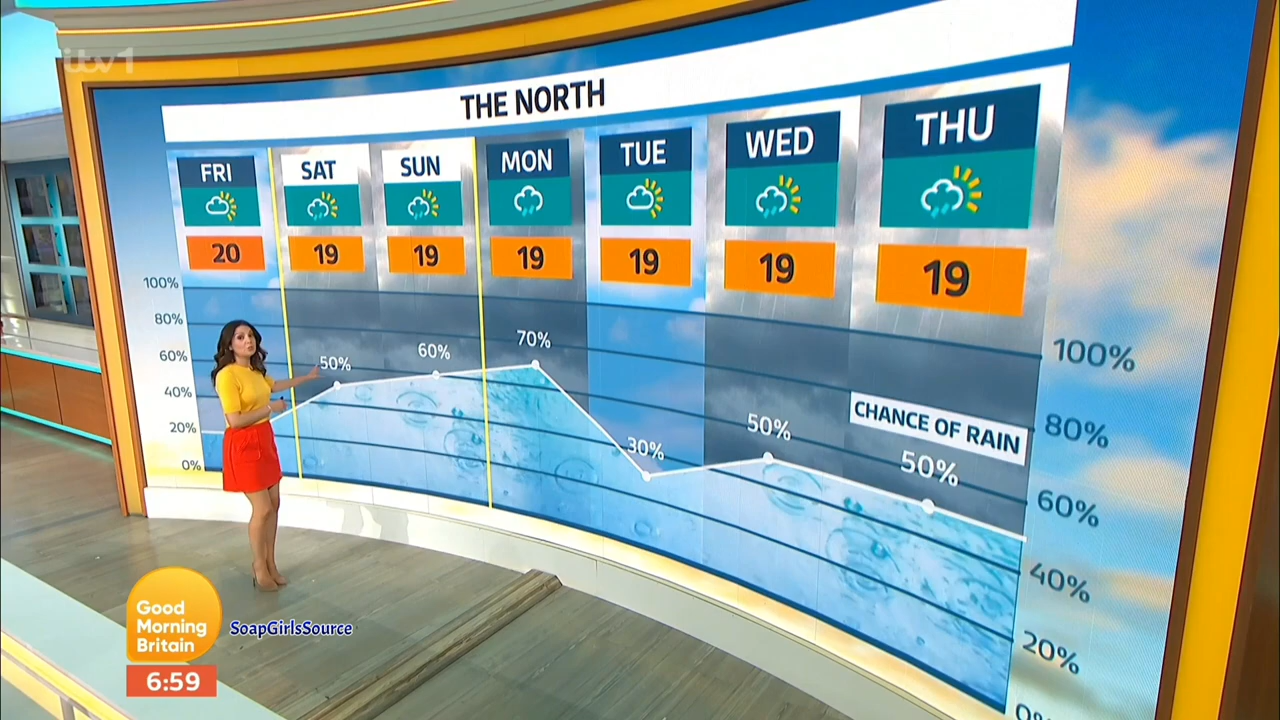 itv1
THE NORTH
FRI SAT SUN MON TUE WED THU
20 19 19 19 19 19 19
100% 100%
80% 80%
60% 60%
40% 40%
20% 20%
0% 0%
50% 60% 70% 30% 50% 50%
CHANCE OF RAIN
Good
Morning
Britain
6:59
SoapGirlsSource